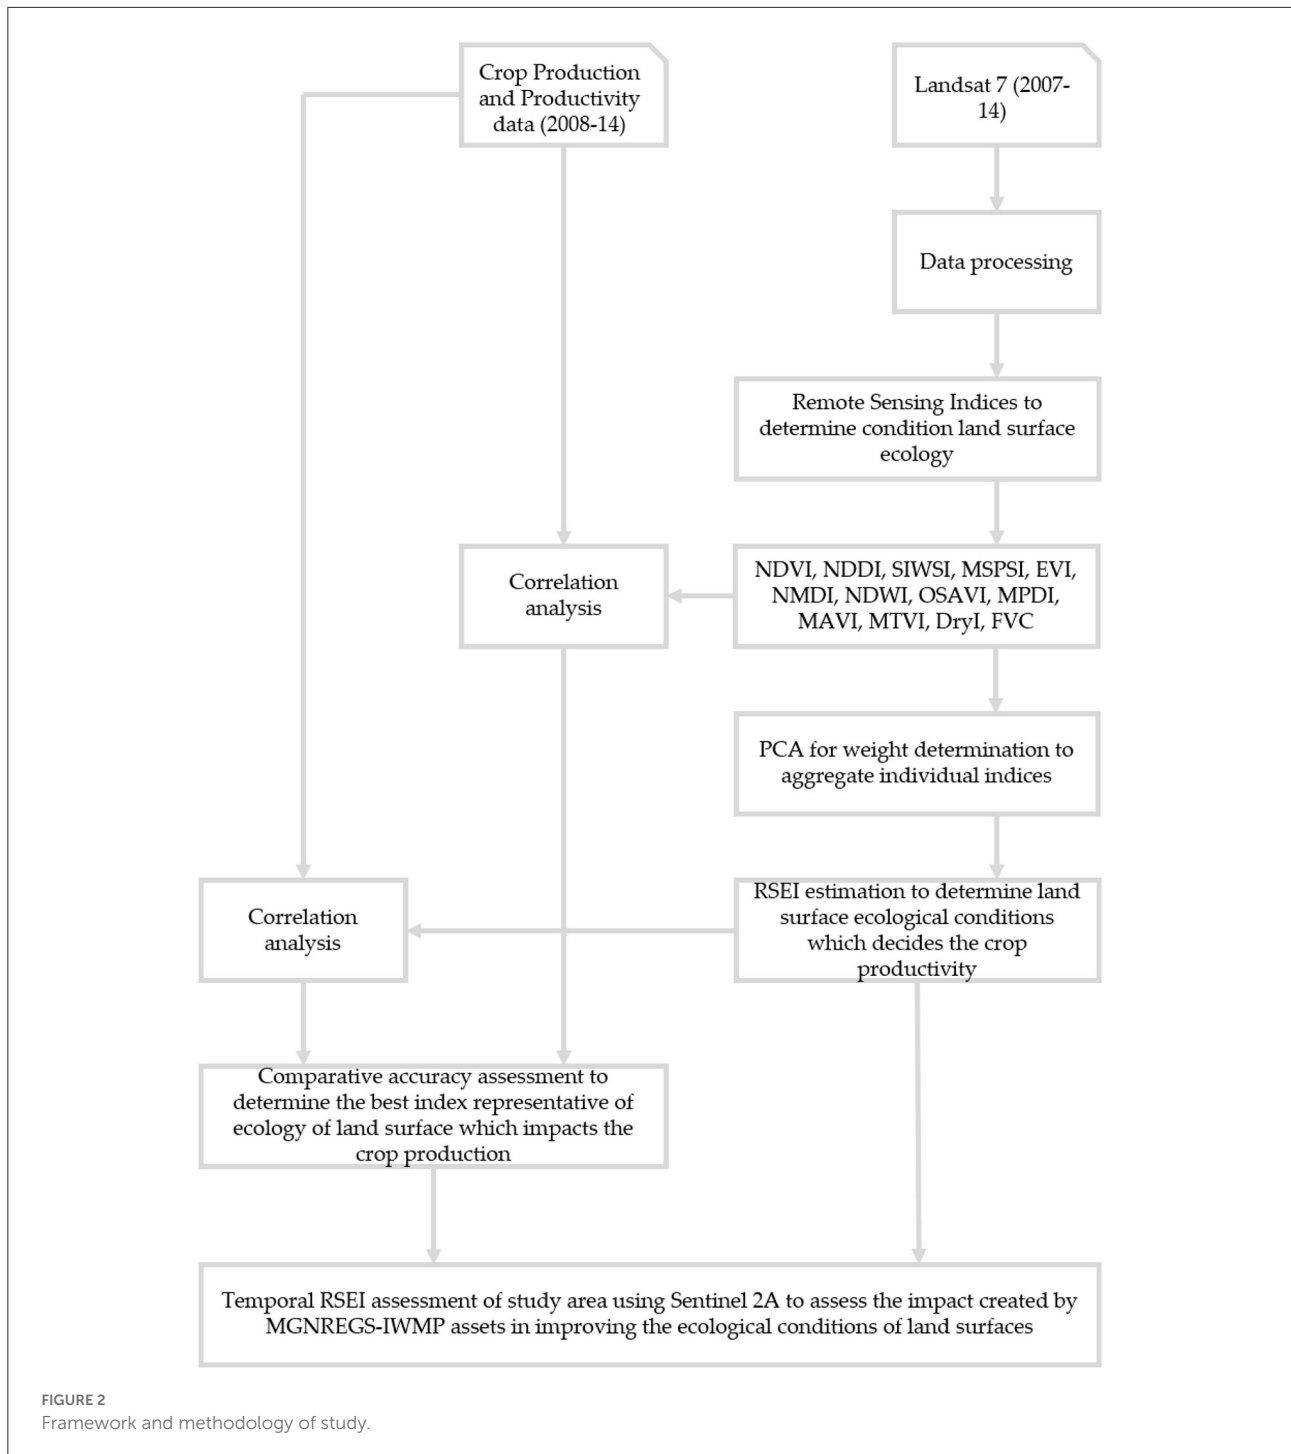 Crop Production
and Productivity
data (2008-14)
Landsat 7 (2007-
14)
Data processing
Remote Sensing Indices to
determine condition land surface
ecology
NDVI, NDDI, SIWSI, MSPSI, EVI,
NMDI, NDWI, OSAVI, MPDI,
MAVI, MTVI, DryI, FVC
Correlation
analysis
PCA for weight determination to
aggregate individual indices
RSEI estimation to determine land
surface ecological conditions
which decides the crop
productivity
Correlation
analysis
Comparative accuracy assessment to
determine the best index representative of
ecology of land surface which impacts the
crop production
Temporal RSEI assessment of study area using Sentinel 2A to assess the impact created by
MGNREGS-IWMP assets in improving the ecological conditions of land surfaces
FIGURE 2
Framework and methodology of study.